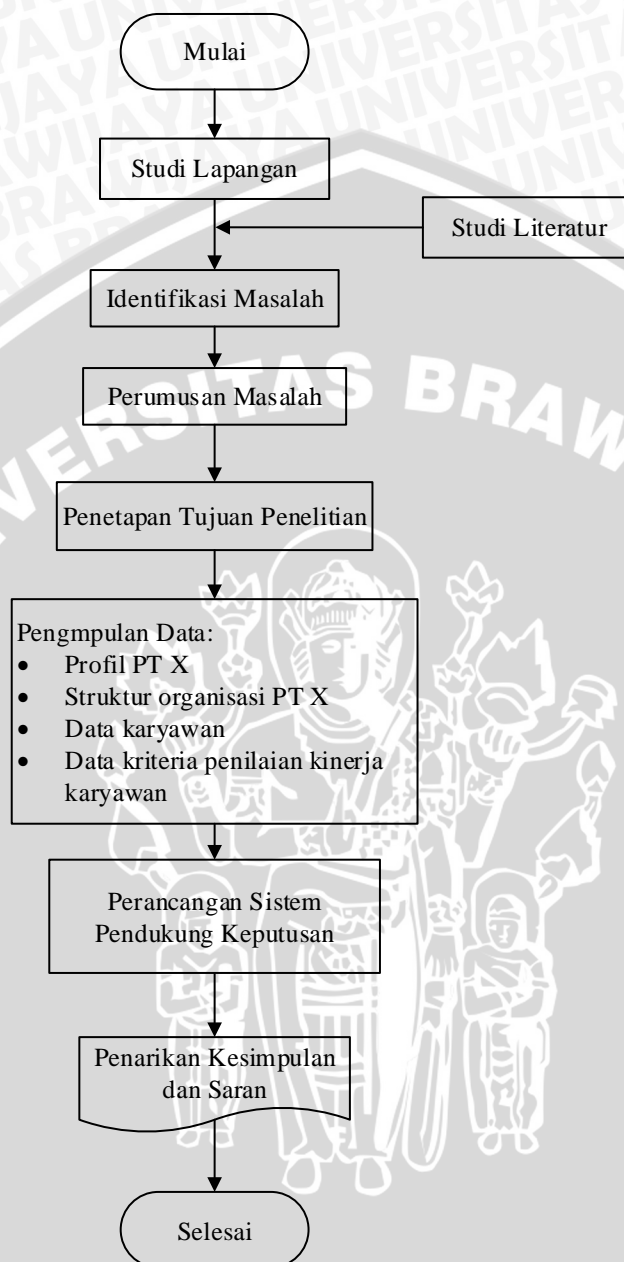 Mulai
Studi Lapangan
Studi Literatur
Identifikasi Masalah
Perumusan Masalah
Penetapan Tujuan Penelitian
Pengmpulan Data:
• Profil PT X
• Struktur organisasi PT X
• Data karyawan
• Data kriteria penilaian kinerja
karyawan
Perancangan Sistem
Pendukung Keputusan
Penarikan Kesimpulan
dan Saran
Selesai